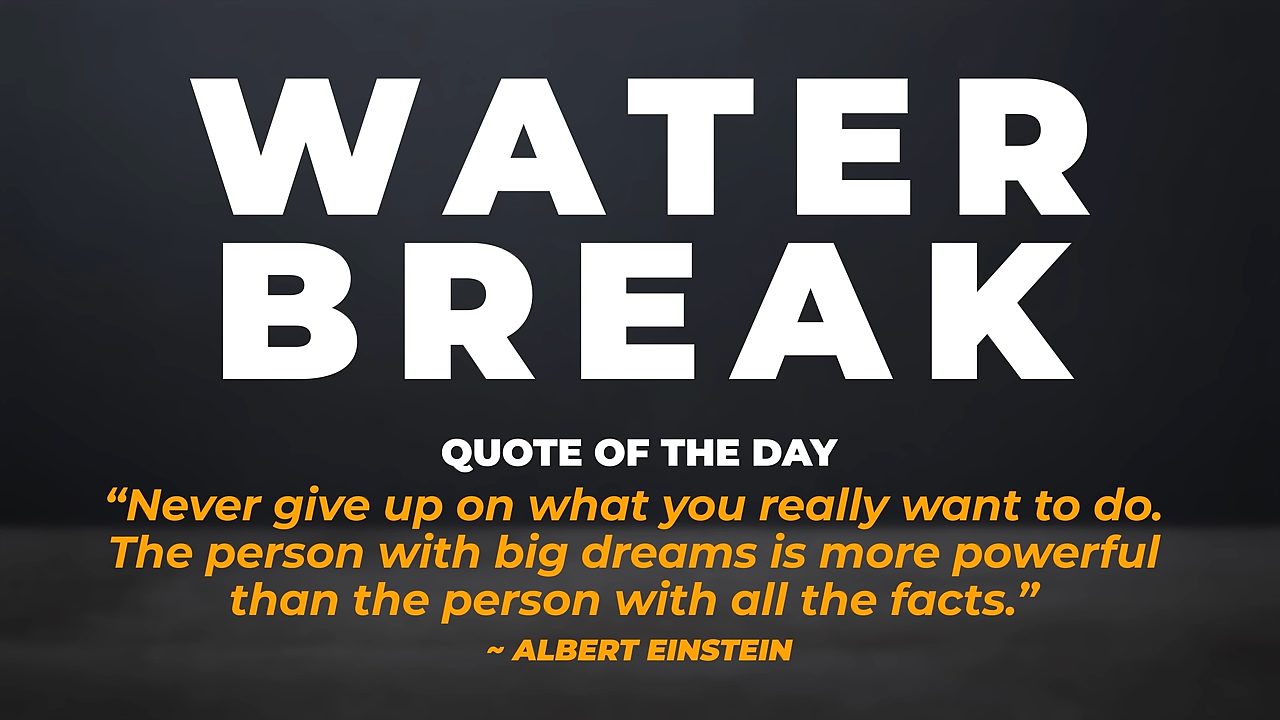 WATER
BREAK
QUOTE OF THE DAY
“Never give up on what you really want to do.
The person with big dreams is more powerful
than the person with all the facts.”
~ ALBERT EINSTEIN